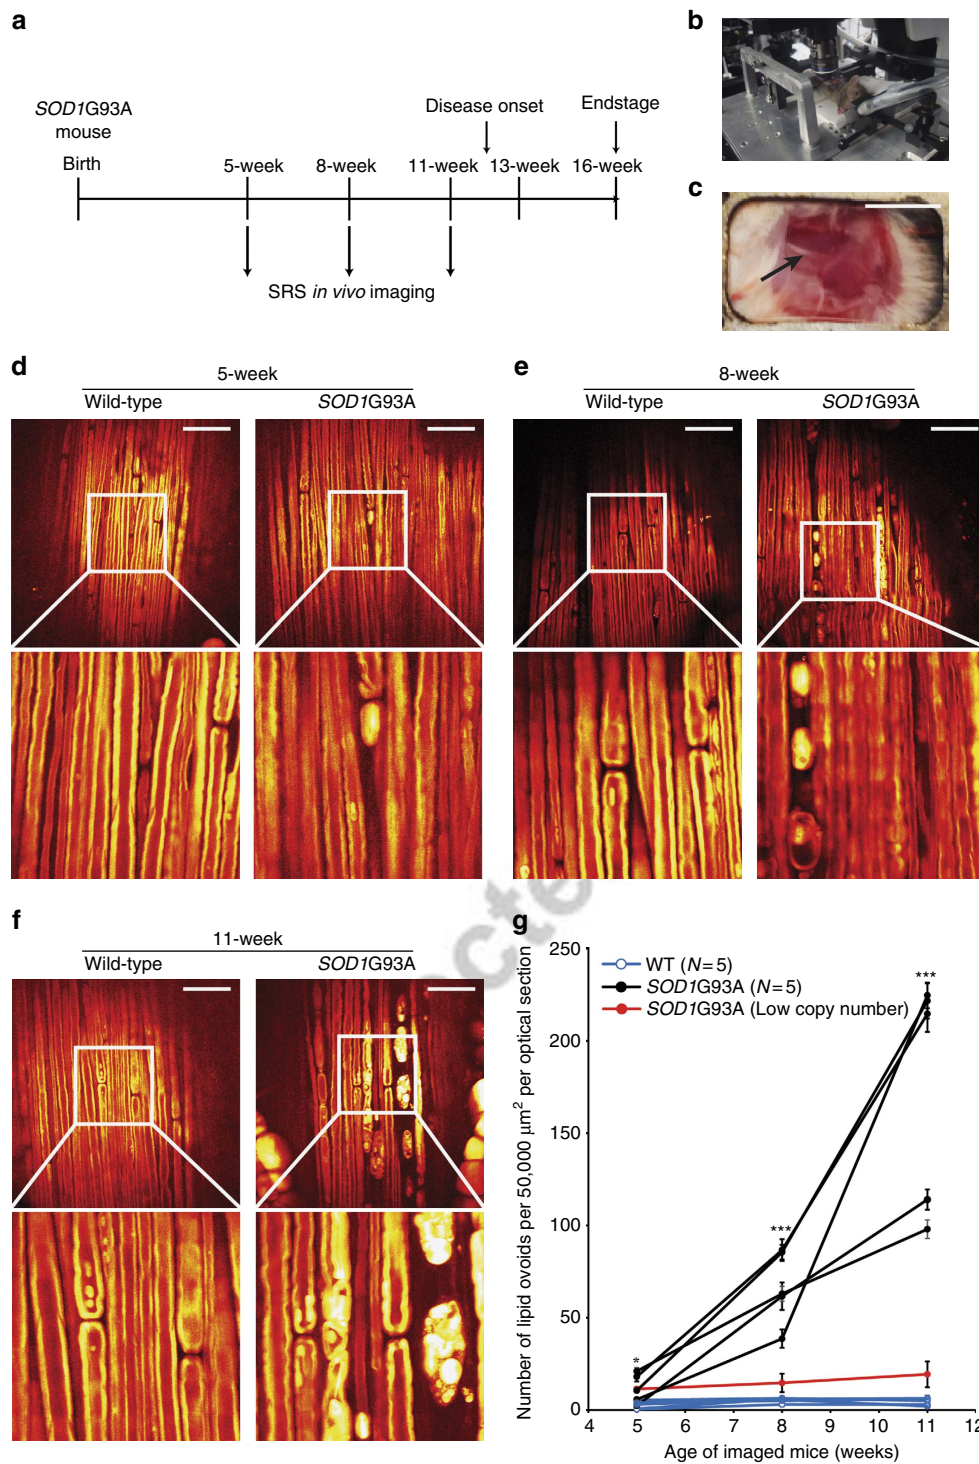 a
SOD1G93A
mouse
Birth
5-week
8-week
11-week
Disease onset
13-week
Endstage
16-week
SRS in vivo imaging
b
c
d
5-week
Wild-type
SOD1G93A
e
8-week
Wild-type
SOD1G93A
f
11-week
Wild-type
SOD1G93A
g
Number of lipid ovoids per 50,000 μm² per optical section
250
200
150
100
50
0
WT (N=5)
SOD1G93A (N=5)
SOD1G93A (Low copy number)
*
***
***
4 5 6 7 8 9 10 11 12
Age of imaged mice (weeks)